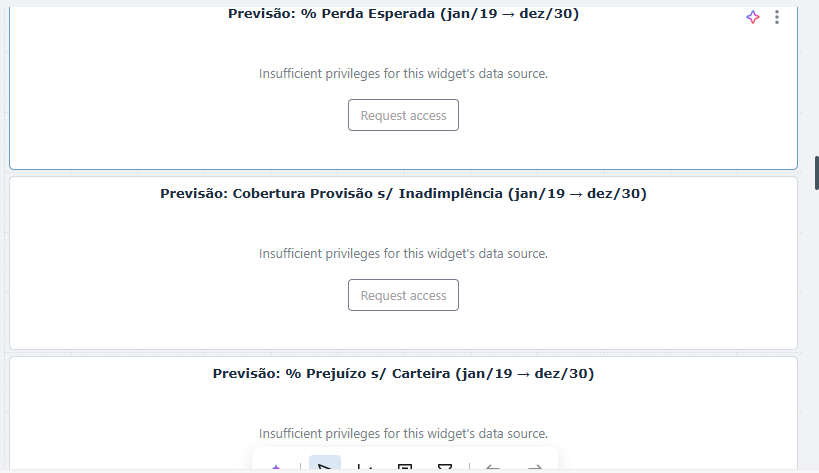 Previsão: % Perda Esperada (jan/19 → dez/30)
Insufficient privileges for this widget's data source.
Request access
Previsão: Cobertura Provisão s/ Inadimplência (jan/19 → dez/30)
Insufficient privileges for this widget's data source.
Request access
Previsão: % Prejuízo s/ Carteira (jan/19 → dez/30)
Insufficient privileges for this widget's data source.